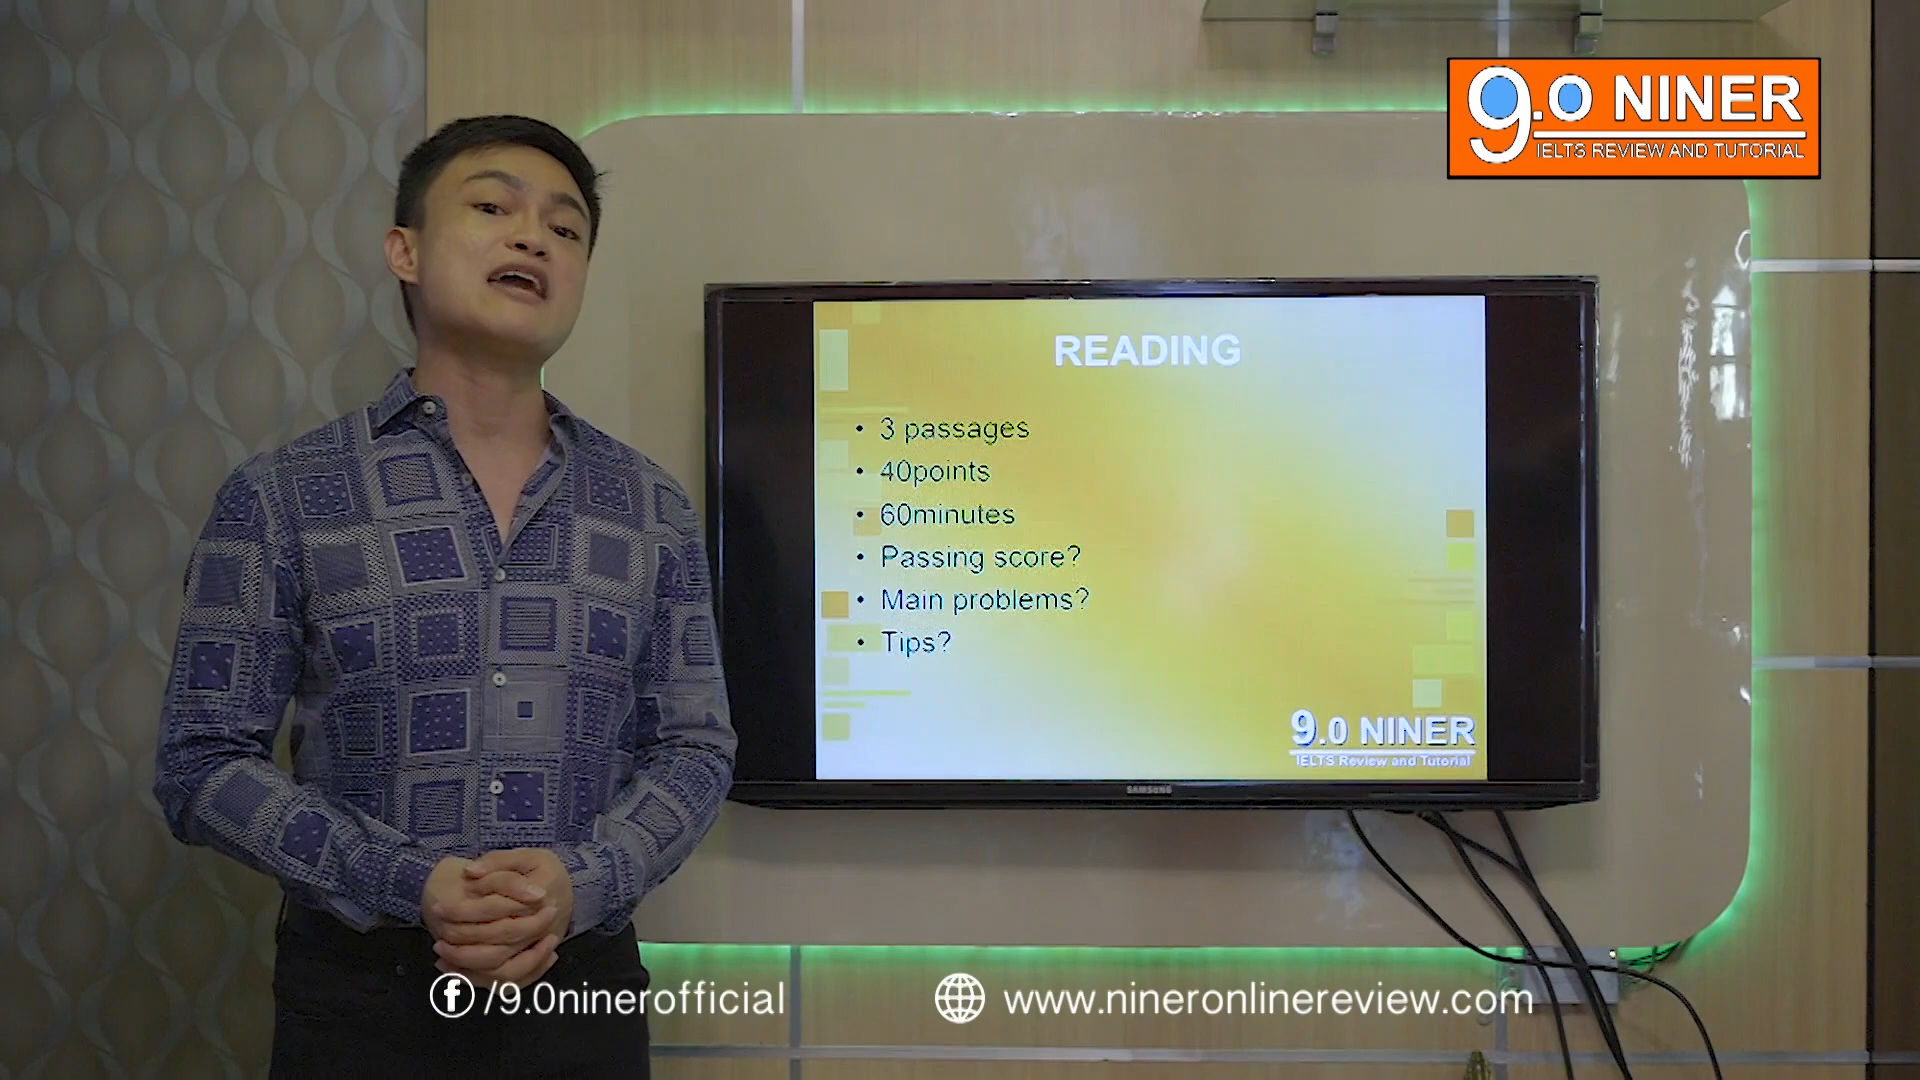 9.0 NINER
IELTS REVIEW AND TUTORIAL
READING
• 3 passages
• 40points
• 60minutes
• Passing score?
• Main problems?
• Tips?
9.0 NINER
IELTS Review and Tutorial
SAMSUNG
/9.0ninerofficial
www.nineronlinereview.com